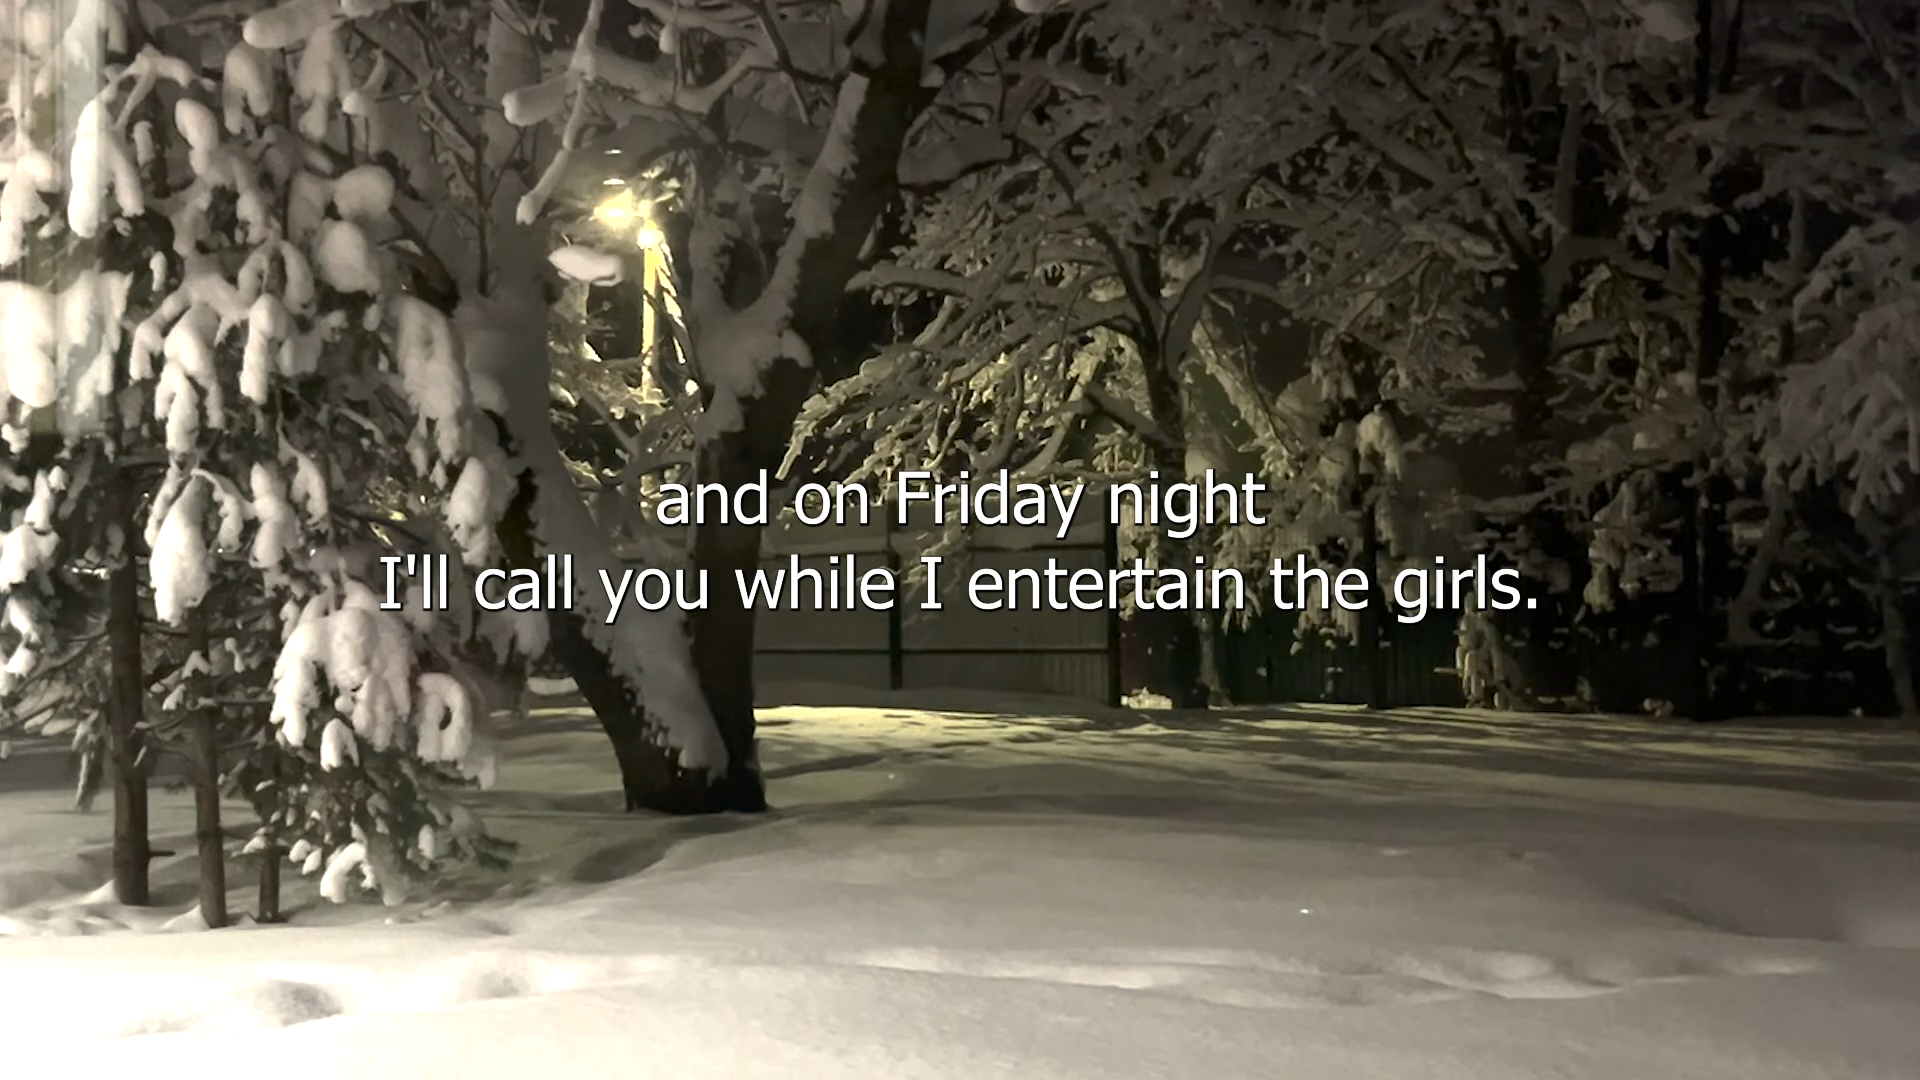 and on Friday night
I'll call you while I entertain the girls.